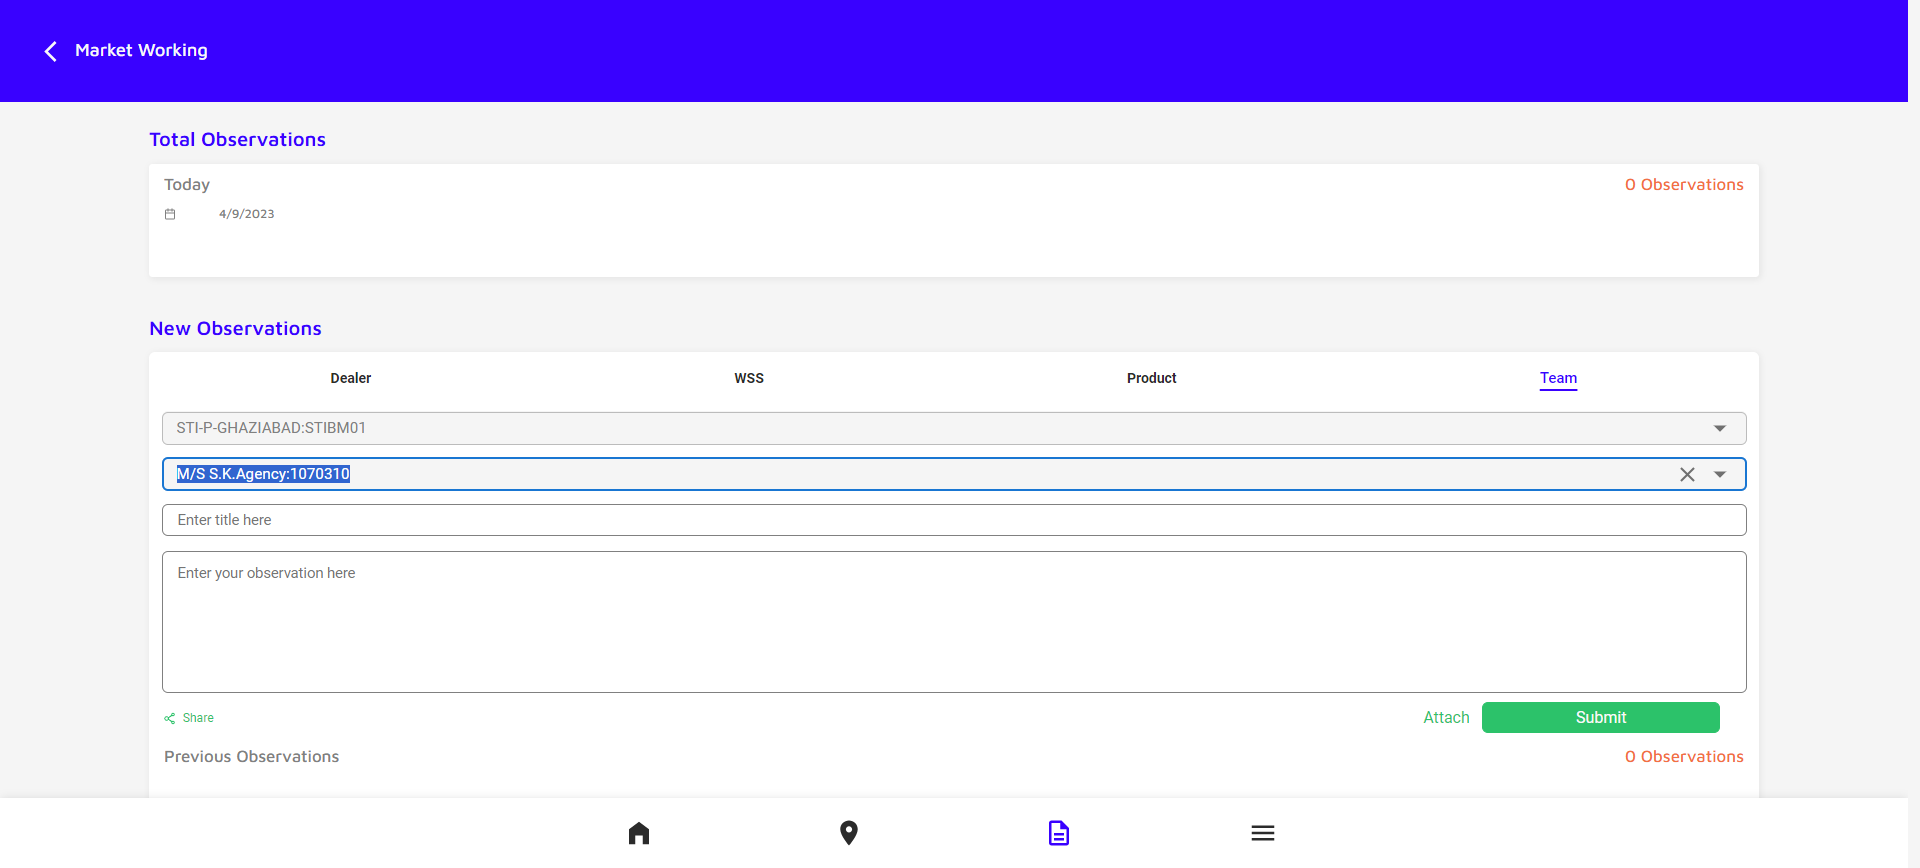 Market Working
Total Observations
Today
0 Observations
4/9/2023
New Observations
Dealer
WSS
Product
Team
STI-P-GHAZIABAD:STIBM01
M/S S.K.Agency:1070310
Enter title here
Enter your observation here
Share
Attach
Submit
Previous Observations
0 Observations